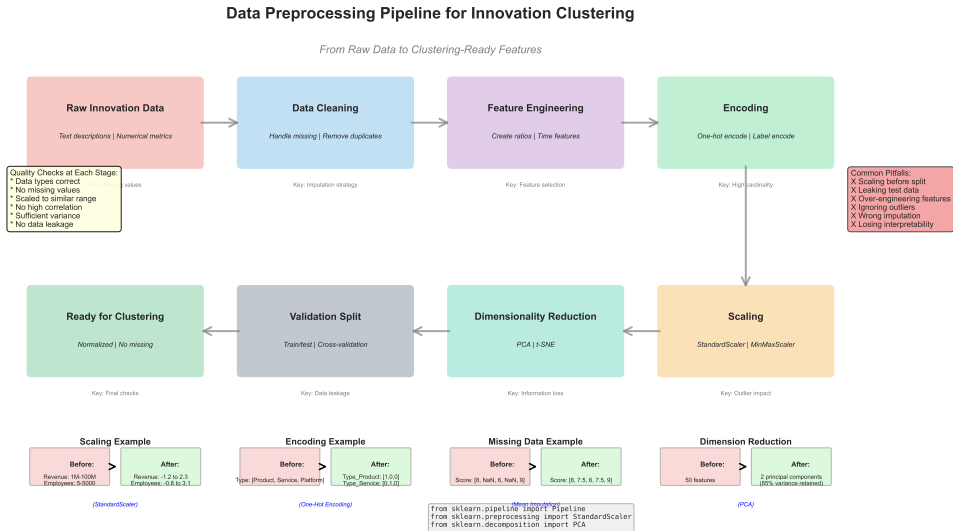 Data Preprocessing Pipeline for Innovation Clustering
From Raw Data to Clustering-Ready Features
Raw Innovation Data
Text descriptions | Numerical metrics
values
Data Cleaning
Handle missing | Remove duplicates
Key: Imputation strategy
Feature Engineering
Create ratios | Time features
Key: Feature selection
Encoding
One-hot encode | Label encode
Key: High cardinality
Quality Checks at Each Stage:
* Data types correct
* No missing values
* Scaled to similar range
* No high correlation
* Sufficient variance
* No data leakage
Common Pitfalls:
X Scaling before split
X Leaking test data
X Over-engineering features
X Ignoring outliers
X Wrong imputation
X Losing interpretability
Ready for Clustering
Normalized | No missing
Key: Final checks
Validation Split
Train/test | Cross-validation
Key: Data leakage
Dimensionality Reduction
PCA | t-SNE
Key: Information loss
Scaling
StandardScaler | MinMaxScaler
Key: Outlier impact
Scaling Example
Before:
Revenue: 1M-100M
Employees: 5-5000
>
After:
Revenue: -1.2 to 2.3
Employees: -0.8 to 3.1
(StandardScaler)
Encoding Example
Before:
Type: [Product, Service, Platform]
>
After:
Type_Product: [1,0,0]
Type_Service: [0,1,0]
(One-Hot Encoding)
Missing Data Example
Before:
Score: [8, NaN, 6, NaN, 9]
>
After:
Score: [8, 7.5, 6, 7.5, 9]
(Mean Imputation)
Dimension Reduction
Before:
50 features
>
After:
2 principal components
(85% variance retained)
(PCA)
from sklearn.pipeline import Pipeline
from sklearn.preprocessing import StandardScaler
from sklearn.decomposition import PCA